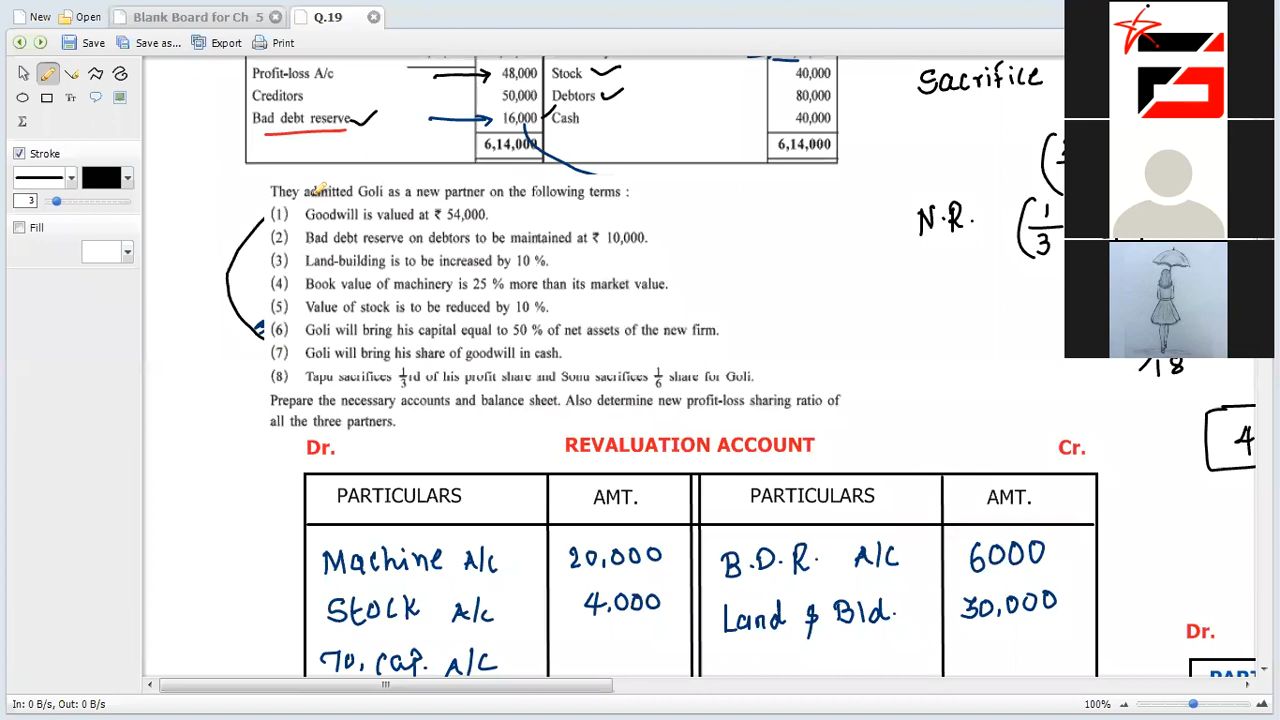 New Open Blank Board for Ch 5 Q.19
Save Save as... Export Print
Profit-loss A/c 48,000 Stock 40,000
Creditors 50,000 Debtors 80,000
Bad debt reserve 16,000 Cash 40,000
6,14,000 6,14,000
Sacrifice
N.R. (1/3
They admitted Goli as a new partner on the following terms :
(1) Goodwill is valued at ₹ 54,000.
(2) Bad debt reserve on debtors to be maintained at ₹ 10,000.
(3) Land-building is to be increased by 10 %.
(4) Book value of machinery is 25 % more than its market value.
(5) Value of stock is to be reduced by 10 %.
(6) Goli will bring his capital equal to 50 % of net assets of the new firm.
(7) Goli will bring his share of goodwill in cash.
(8) Tapu sacrifices 1/3rd of his profit share and Sonu sacrifices 1/6 share for Goli.
Prepare the necessary accounts and balance sheet. Also determine new profit-loss sharing ratio of
all the three partners.
Stroke
3
Fill
18
4
Dr. REVALUATION ACCOUNT Cr.
PARTICULARS AMT. PARTICULARS AMT.
Machine A/c 20,000 B.D.R. A/C 6000
Stock A/c 4,000 Land & Bld. 30,000
To, Cap. A/C
Dr.
In: 0 B/s, Out: 0 B/s 100%